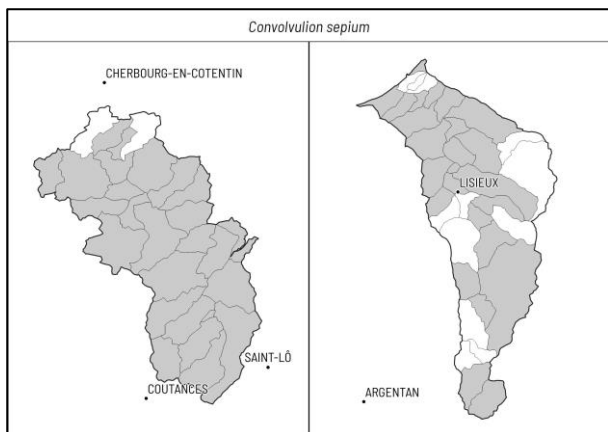 Convolvulion sepium
CHERBOURG-EN-COTENTIN
SAINT-LÔ
COUTANCES
LISIEUX
ARGENTAN